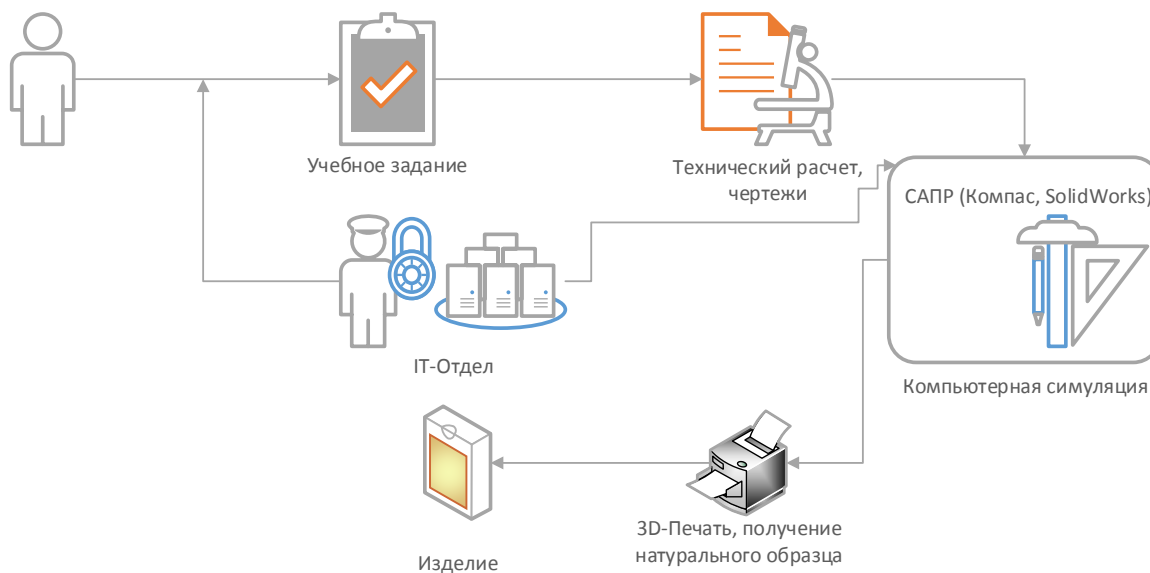 Учебное задание
Технический расчет,
чертежи
САПР (Компас, SolidWorks)
IT-Отдел
Компьютерная симуляция
3D-Печать, получение
натурального образца
Изделие